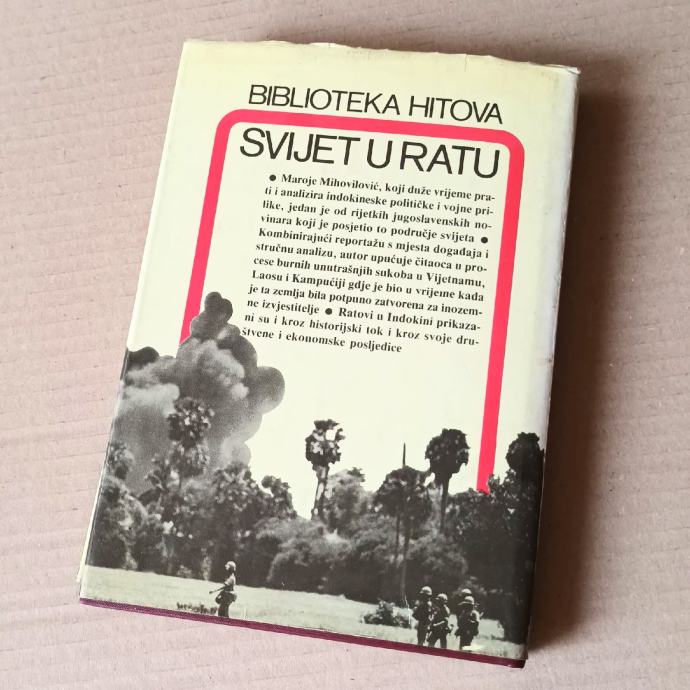 BIBLIOTEKA HITOVA
SVIJET U RATU
● Maroje Mihovilović, koji duže vrijeme pra-
ti i analizira indokineske političke i vojne pri-
like, jedan je od rijetkih jugoslavenskih no-
vinara koji je posjetio to područje svijeta ●
Kombinirajući reportažu s mjesta događaja i
stručnu analizu, autor upućuje čitaoca u pro-
cese burnih unutrašnjih sukoba u Vijetnamu,
Laosu i Kampućiji gdje je bio u vrijeme kada
je ta zemlja bila potpuno zatvorena za inozem-
ne izvjestitelje ● Ratovi u Indokini prikaza-
ni su i kroz historijski tok i kroz svoje dru-
štvene i ekonomske posljedice